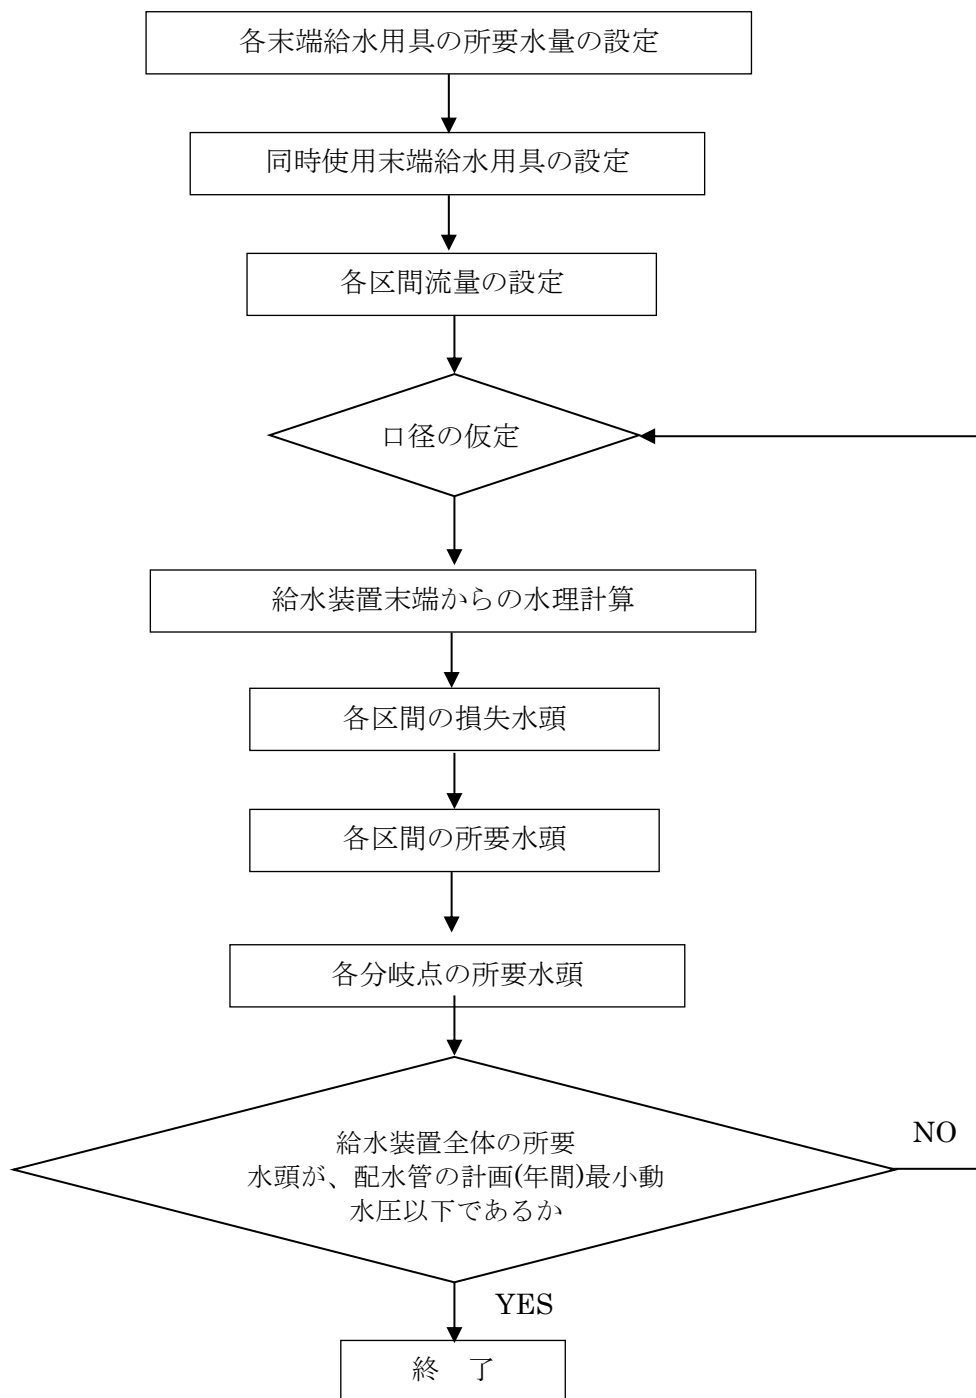 各末端給水用具の所要水量の設定
同時使用末端給水用具の設定
各区間流量の設定
口径の仮定
給水装置末端からの水理計算
各区間の損失水頭
各区間の所要水頭
各分岐点の所要水頭
給水装置全体の所要
水頭が、配水管の計画(年間)最小動
水圧以下であるか
NO
YES
終　了